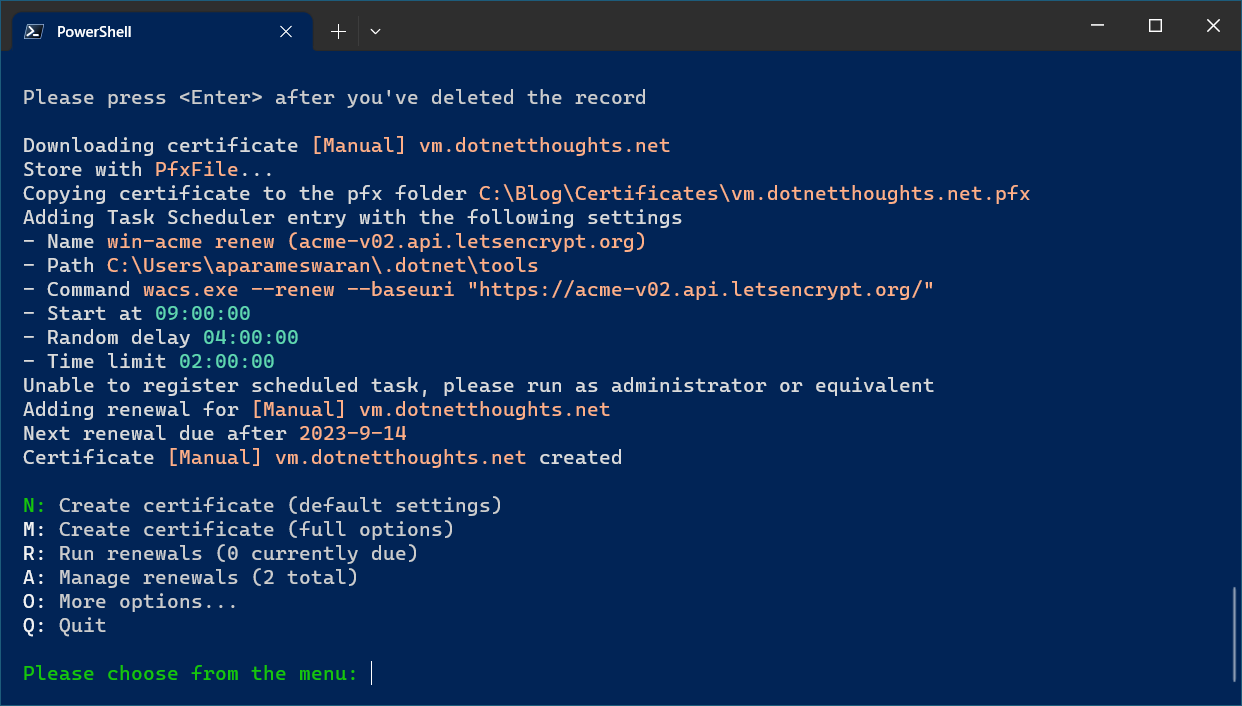 PowerShell
Please press <Enter> after you've deleted the record
Downloading certificate [Manual] vm.dotnetthoughts.net
Store with PfxFile...
Copying certificate to the pfx folder C:\Blog\Certificates\vm.dotnetthoughts.net.pfx
Adding Task Scheduler entry with the following settings
- Name win-acme renew (acme-v02.api.letsencrypt.org)
- Path C:\Users\aparameswaran\.dotnet\tools
- Command wacs.exe --renew --baseuri "https://acme-v02.api.letsencrypt.org/"
- Start at 09:00:00
- Random delay 04:00:00
- Time limit 02:00:00
Unable to register scheduled task, please run as administrator or equivalent
Adding renewal for [Manual] vm.dotnetthoughts.net
Next renewal due after 2023-9-14
Certificate [Manual] vm.dotnetthoughts.net created
N: Create certificate (default settings)
M: Create certificate (full options)
R: Run renewals (0 currently due)
A: Manage renewals (2 total)
O: More options...
Q: Quit
Please choose from the menu: